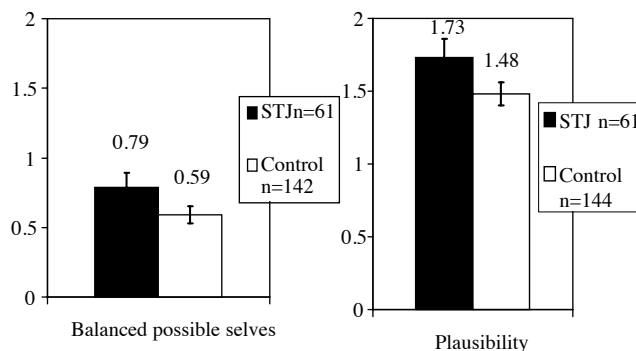 2
1.5
1
0.5
0
0.79
0.59
STJn=61
Control
n=142
Balanced possible selves
2
1.5
1
0.5
0
1.73
1.48
STJ n=61
Control
n=144
Plausibility